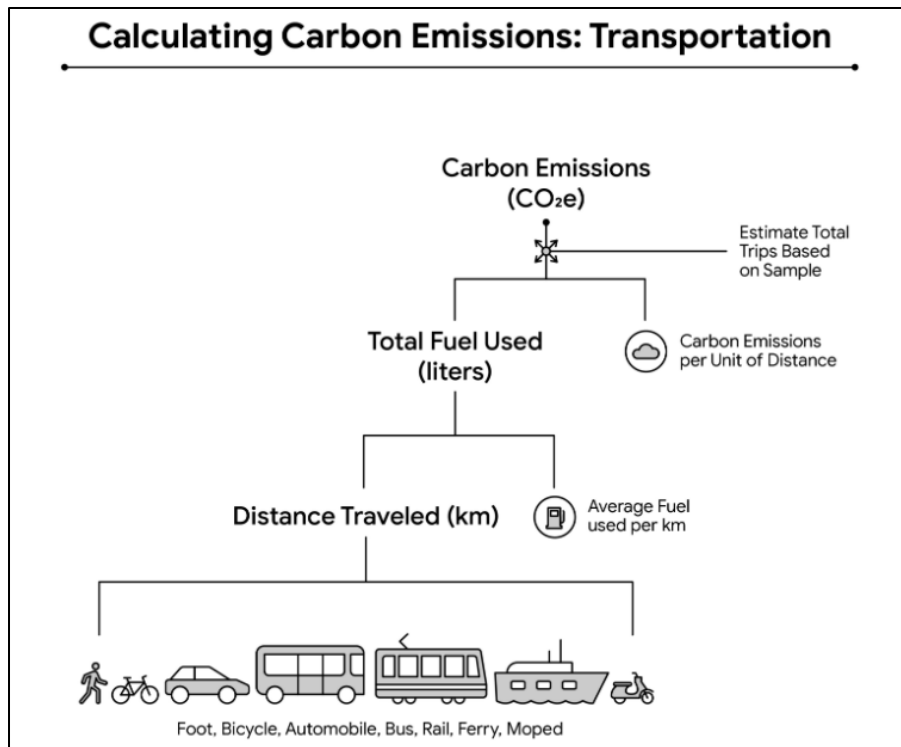 Calculating Carbon Emissions: Transportation
Carbon Emissions
(CO₂e)
Estimate Total
Trips Based
on Sample
Total Fuel Used
(liters)
Carbon Emissions
per Unit of Distance
Distance Traveled (km)
Average Fuel
used per km
Foot, Bicycle, Automobile, Bus, Rail, Ferry, Moped